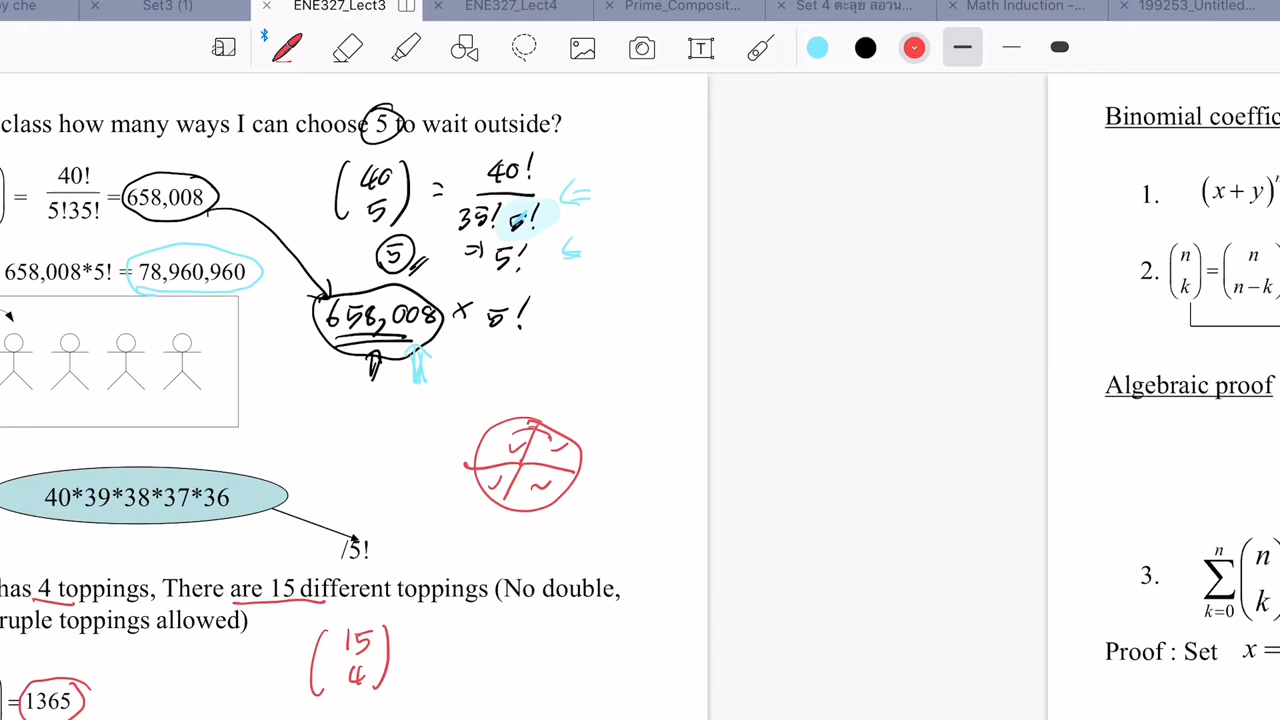 by che
Set3 (1)
ENE327_Lect3
ENE327_Lect4
Prime_Composit...
Set 4 ตะลุย สอวน...
Math Induction -...
199253_Untitled...
class how many ways I can choose 5 to wait outside?
= 40! / 5!35! = 658,008
(40 5) = 40! / 35! 5!
5 ⇒ 5!
658,008*5! = 78,960,960
658,008 × 5!
40*39*38*37*36
/5!
has 4 toppings, There are 15 different toppings (No double,
ruple toppings allowed)
(15 4)
= 1365
Binomial coeffic
1. (x + y)ⁿ
2. (n k) = (n n−k)
Algebraic proof
3. n ∑ k=0 (n k)
Proof : Set x =